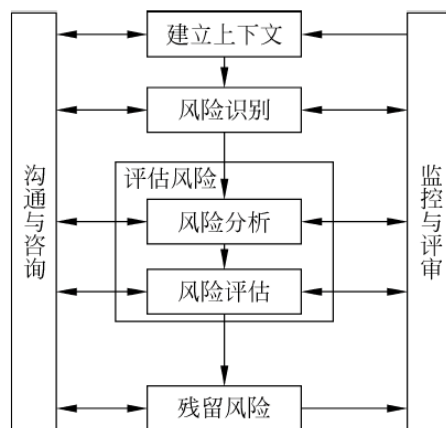 建立上下文
风险识别
评估风险
风险分析
风险评估
残留风险
沟通与咨询
监控与评审